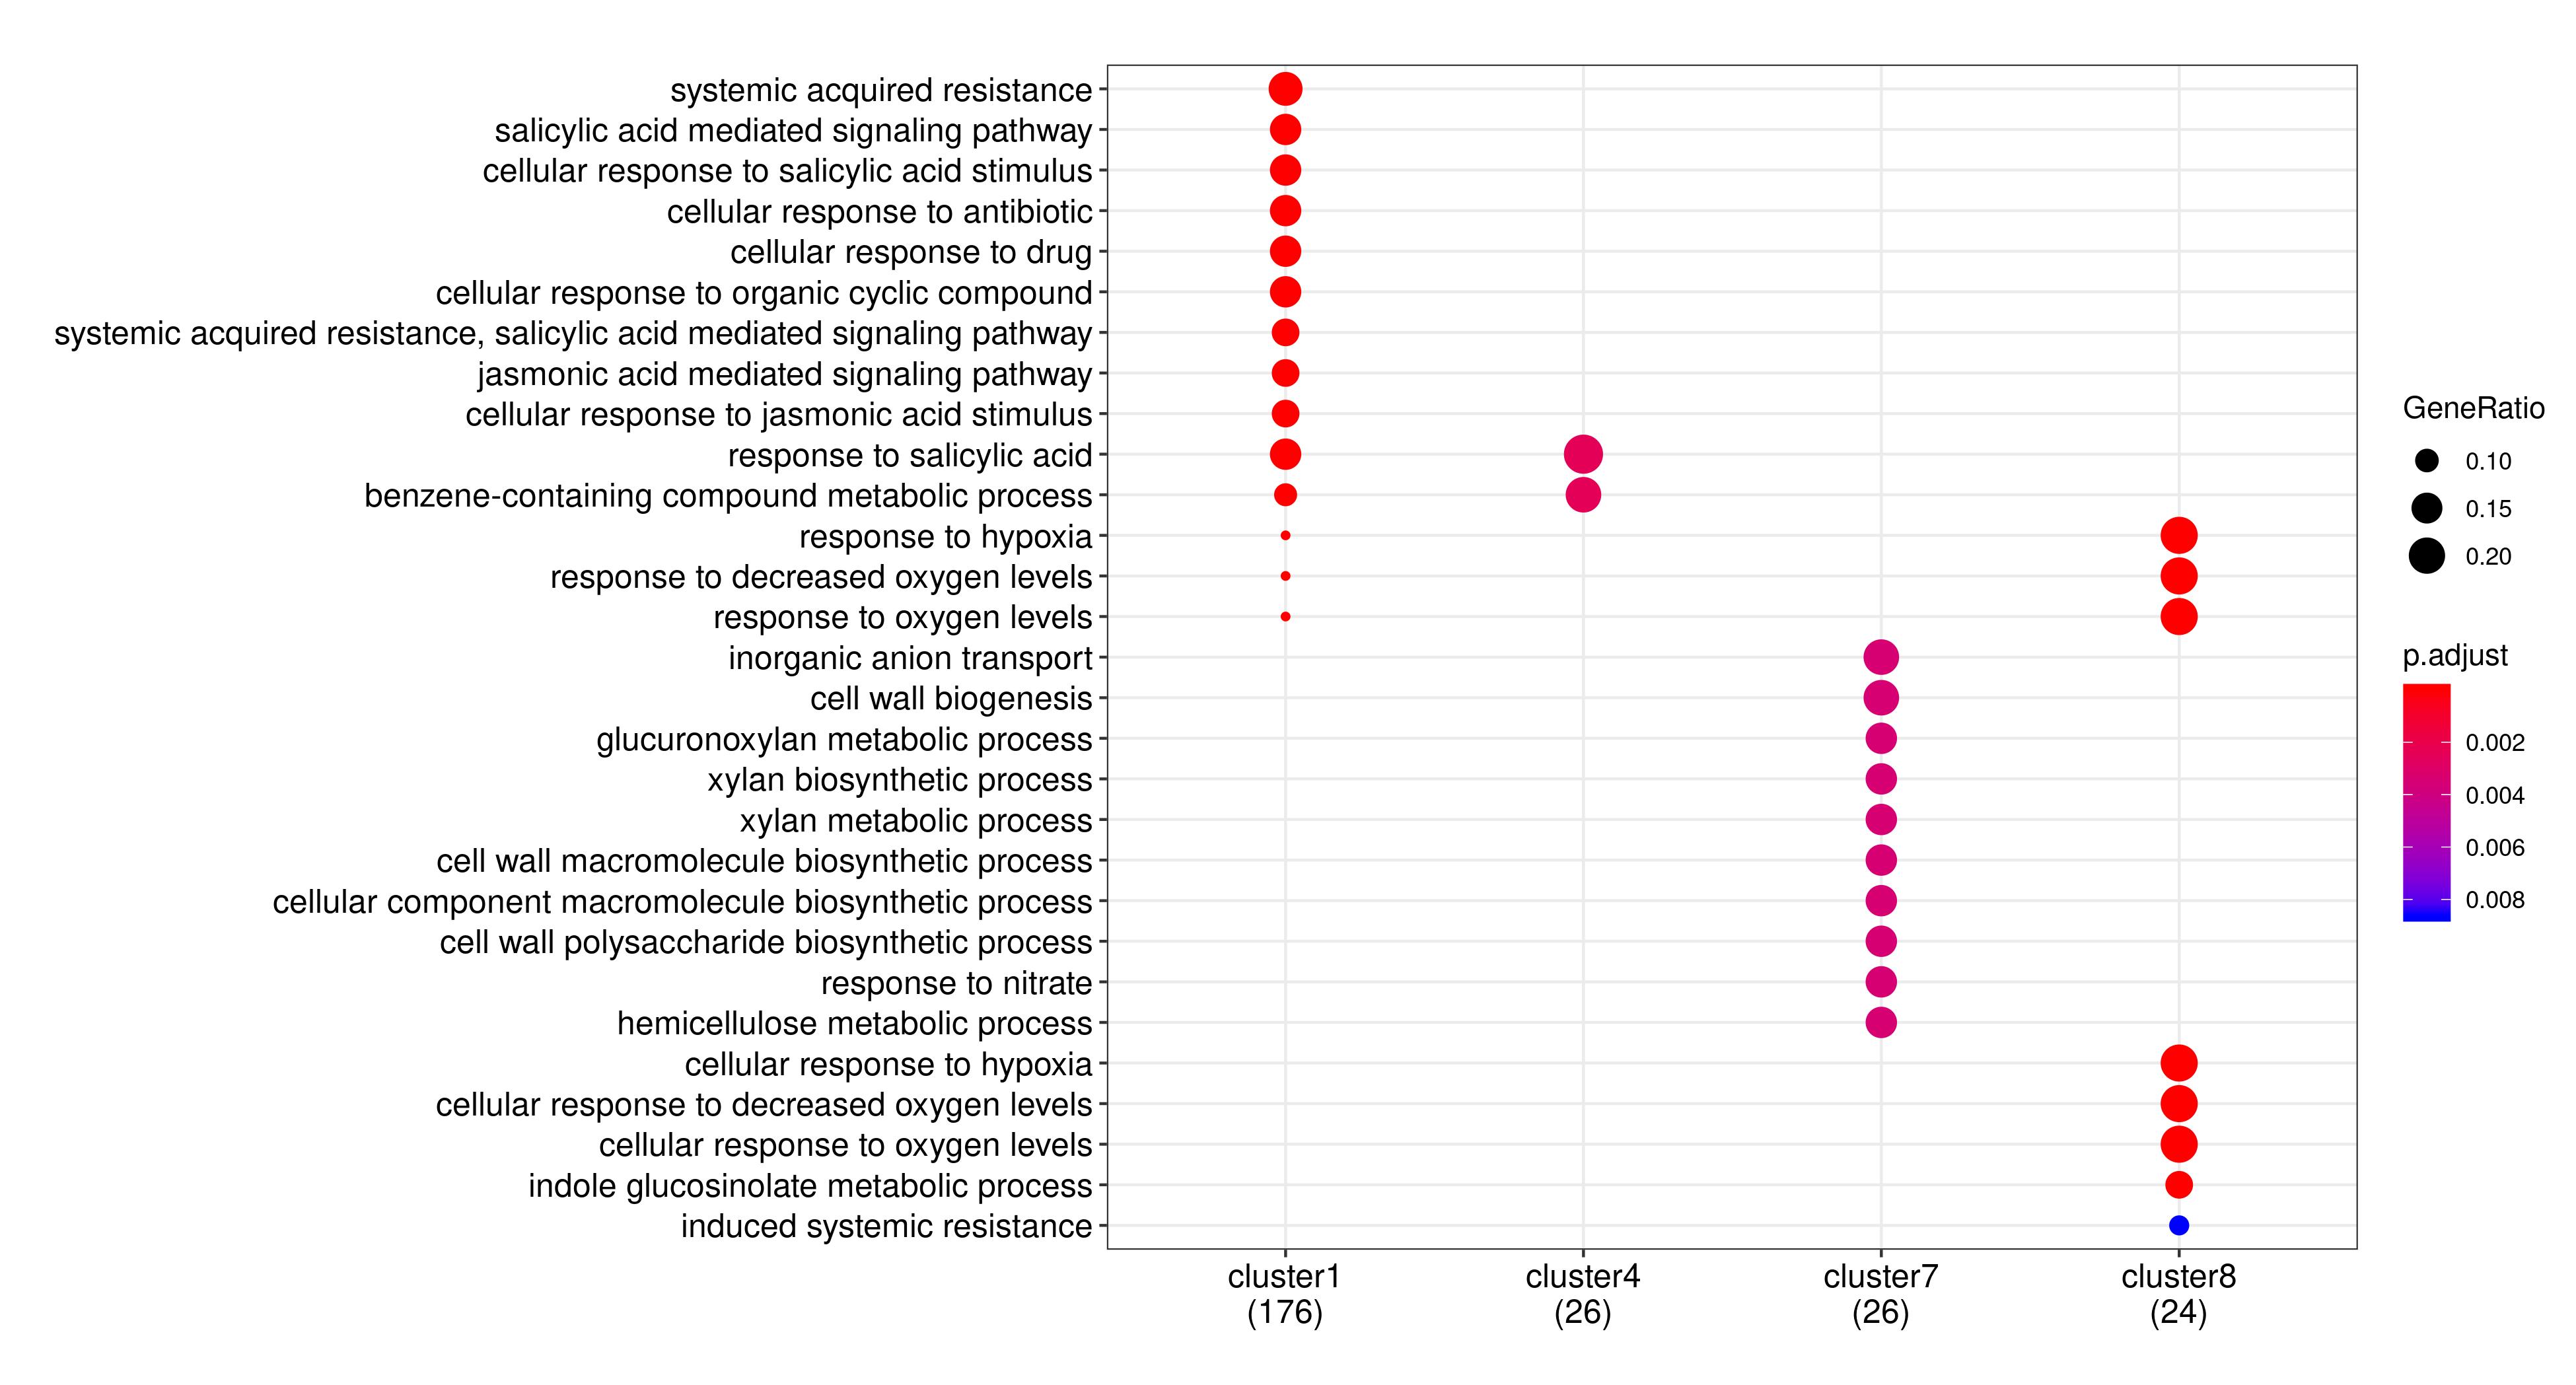 systemic acquired resistance
salicylic acid mediated signaling pathway
cellular response to salicylic acid stimulus
cellular response to antibiotic
cellular response to drug
cellular response to organic cyclic compound
systemic acquired resistance, salicylic acid mediated signaling pathway
jasmonic acid mediated signaling pathway
cellular response to jasmonic acid stimulus
response to salicylic acid
benzene-containing compound metabolic process
response to hypoxia
response to decreased oxygen levels
response to oxygen levels
inorganic anion transport
cell wall biogenesis
glucuronoxylan metabolic process
xylan biosynthetic process
xylan metabolic process
cell wall macromolecule biosynthetic process
cellular component macromolecule biosynthetic process
cell wall polysaccharide biosynthetic process
response to nitrate
hemicellulose metabolic process
cellular response to hypoxia
cellular response to decreased oxygen levels
cellular response to oxygen levels
indole glucosinolate metabolic process
induced systemic resistance
cluster1 cluster4 cluster7 cluster8
(176) (26) (26) (24)
GeneRatio
0.10
0.15
0.20
p.adjust
0.002
0.004
0.006
0.008